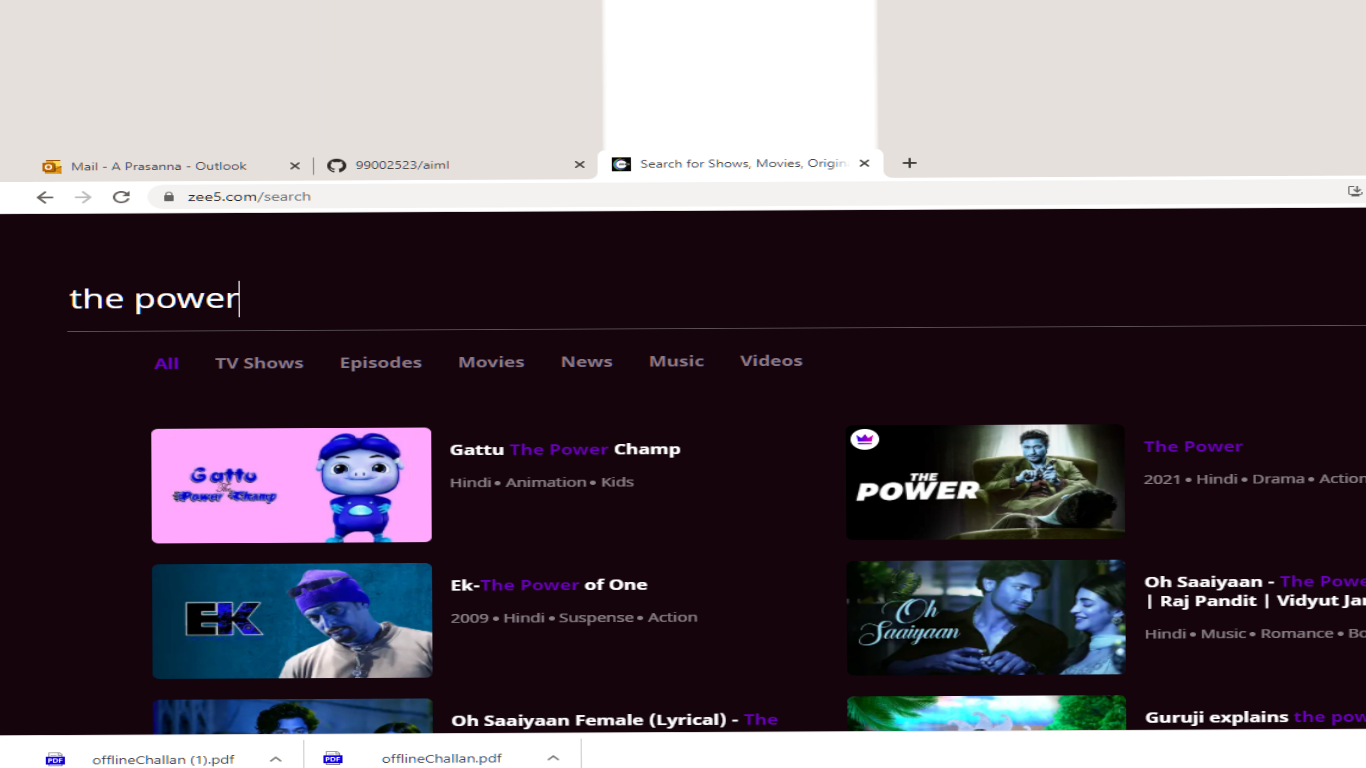 Mail - A Prasanna - Outlook
99002523/aiml
Search for Shows, Movies, Origin
zee5.com/search
the power
All TV Shows Episodes Movies News Music Videos
Gattu
The
Power Champ
Gattu The Power Champ
Hindi • Animation • Kids
THE
POWER
The Power
2021 • Hindi • Drama • Action
EK
Ek-The Power of One
2009 • Hindi • Suspense • Action
Oh
Saaiyaan
Oh Saaiyaan - The Powe
| Raj Pandit | Vidyut Jar
Hindi • Music • Romance • Bo
Oh Saaiyaan Female (Lyrical) - The
Guruji explains the pow
PDF offlineChallan (1).pdf
PDF offlineChallan.pdf